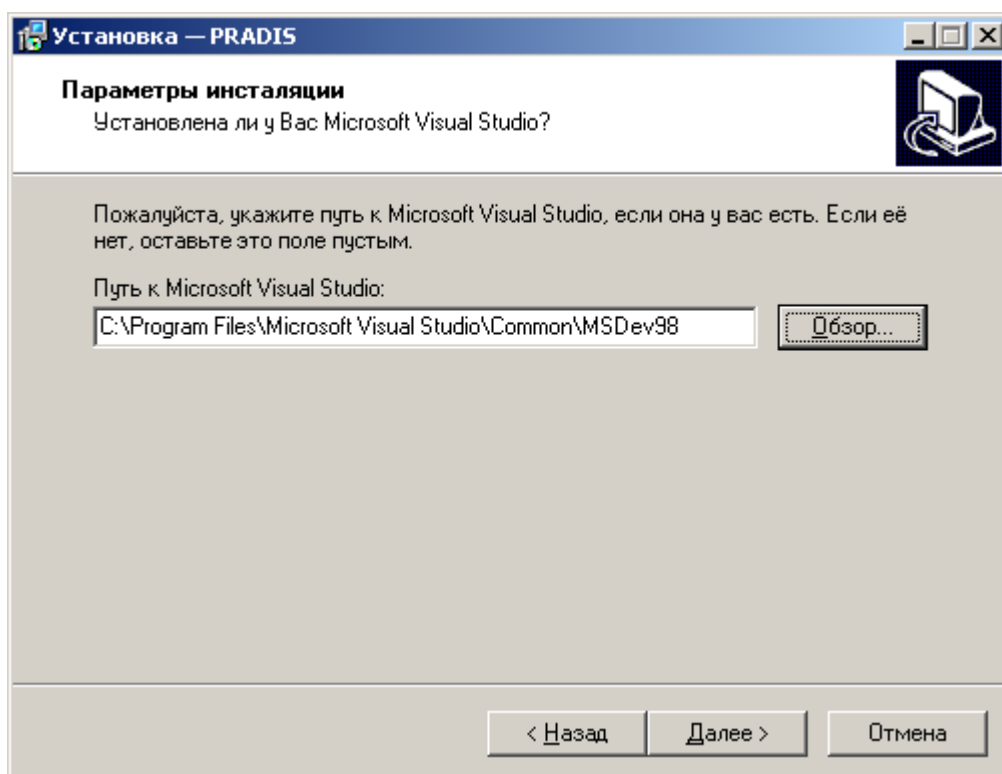 Установка — PRADIS
Параметры инсталяции
Установлена ли у Вас Microsoft Visual Studio?
Пожалуйста, укажите путь к Microsoft Visual Studio, если она у вас есть. Если её
нет, оставьте это поле пустым.
Путь к Microsoft Visual Studio:
C:\Program Files\Microsoft Visual Studio\Common\MSDev98
Обзор...
< Назад
Далее >
Отмена